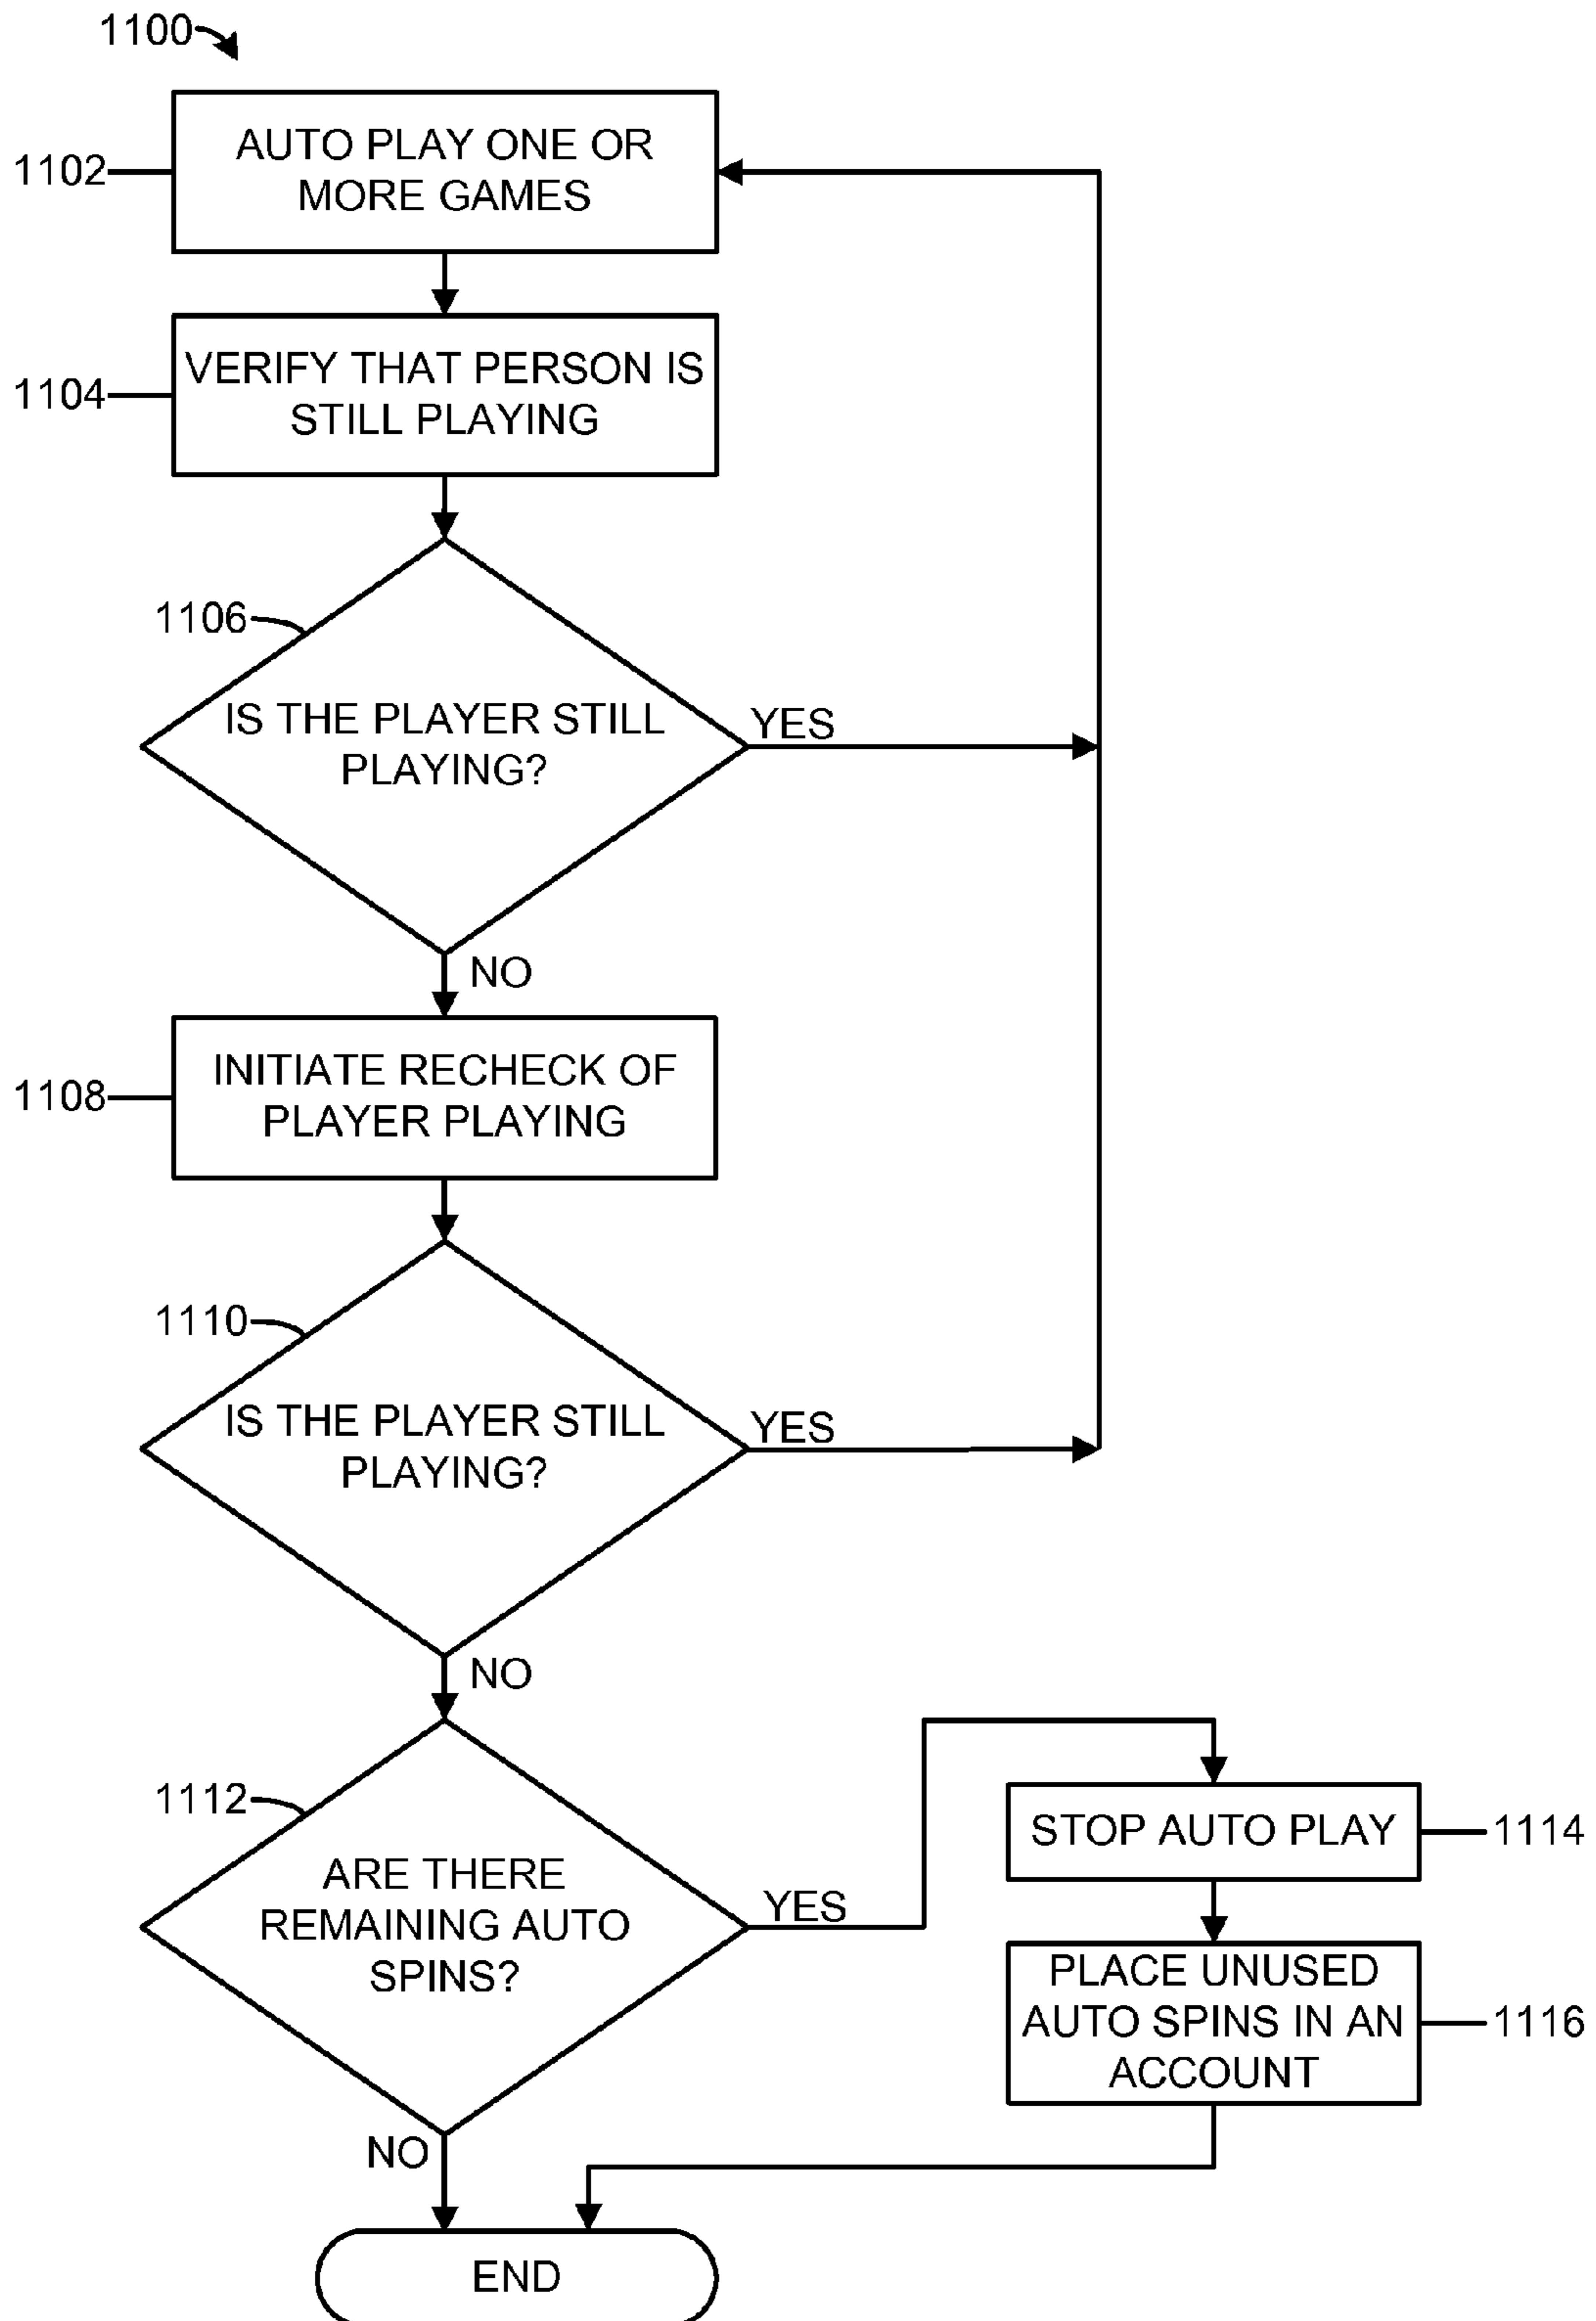 1100
AUTO PLAY ONE OR
MORE GAMES
1102
VERIFY THAT PERSON IS
STILL PLAYING
1104
1106
IS THE PLAYER STILL
PLAYING?
YES
NO
INITIATE RECHECK OF
PLAYER PLAYING
1108
1110
IS THE PLAYER STILL
PLAYING?
YES
NO
1112
ARE THERE
REMAINING AUTO
SPINS?
YES
STOP AUTO PLAY
1114
PLACE UNUSED
AUTO SPINS IN AN
ACCOUNT
1116
NO
END